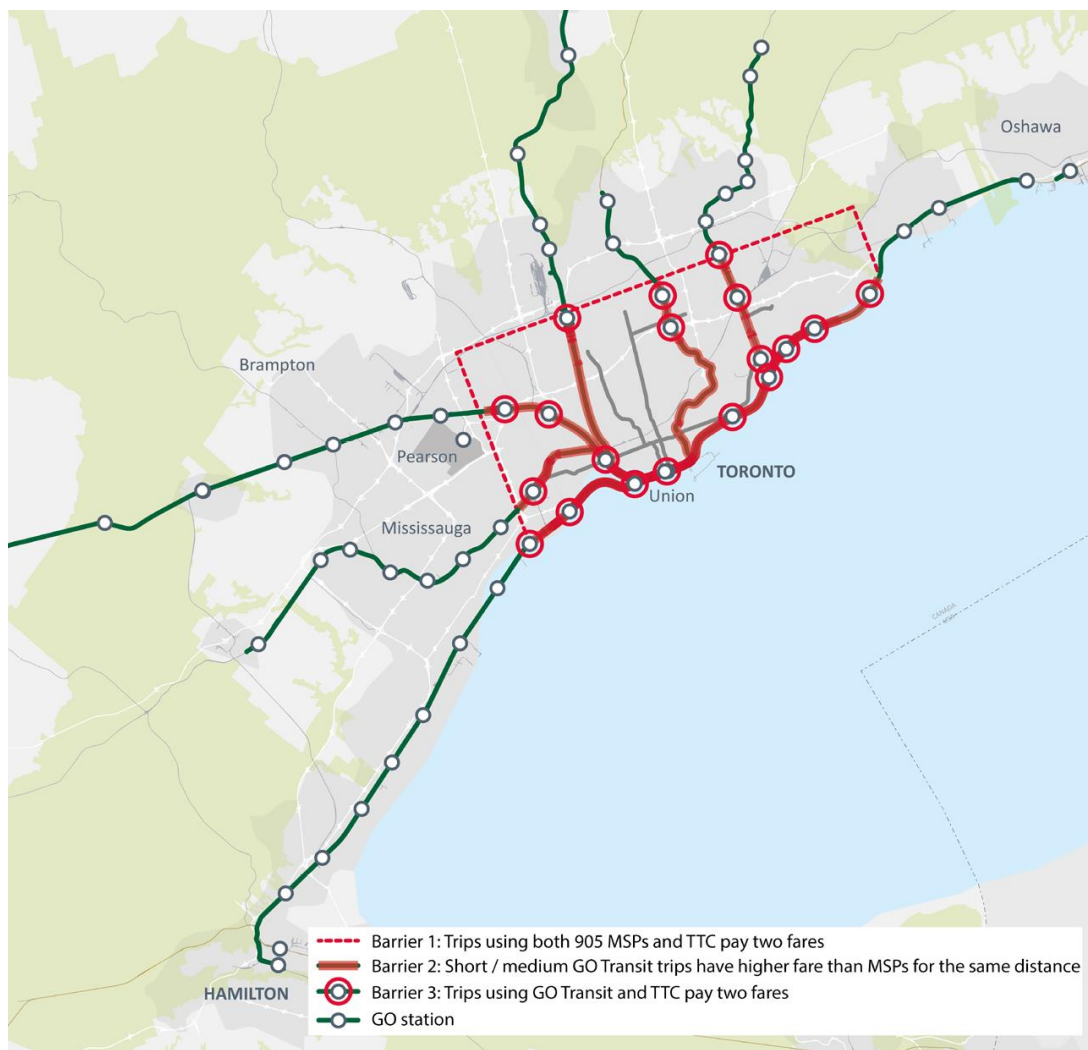 Oshawa
Brampton
Pearson
TORONTO
Union
Mississauga
CANADA
HAMILTON
Barrier 1: Trips using both 905 MSPs and TTC pay two fares
Barrier 2: Short / medium GO Transit trips have higher fare than MSPs for the same distance
Barrier 3: Trips using GO Transit and TTC pay two fares
GO station